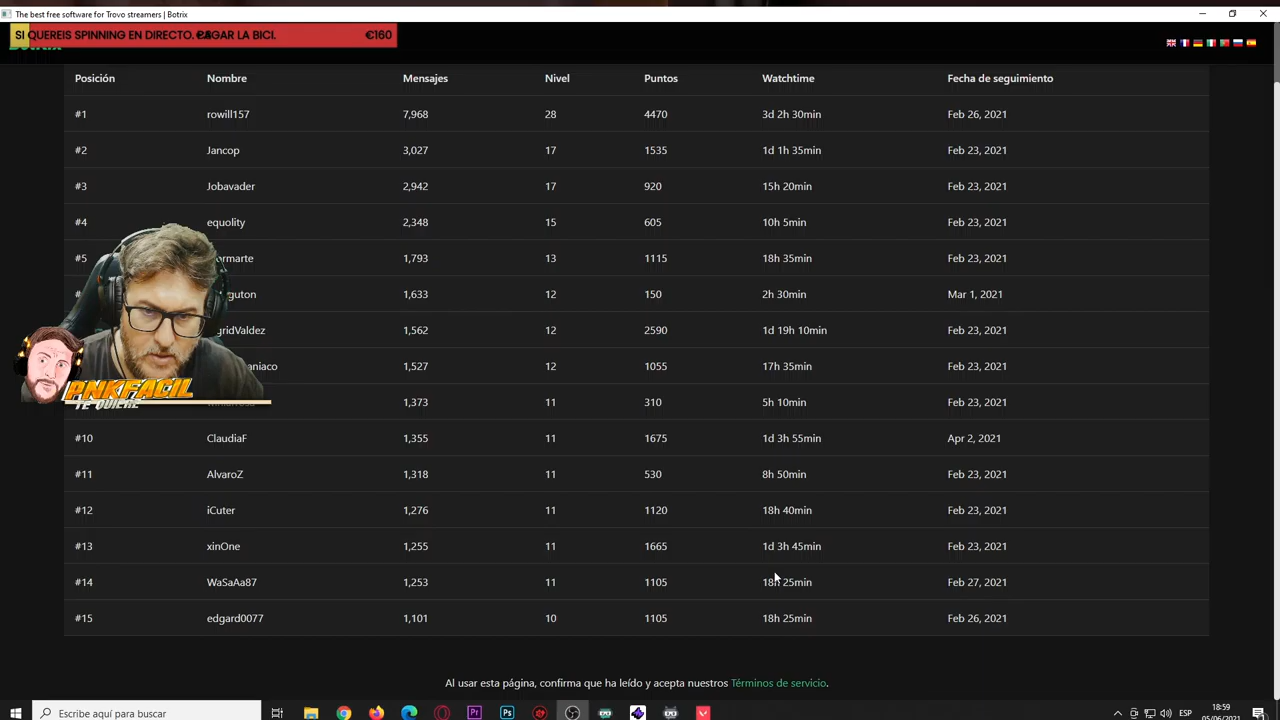 The best free software for Trovo streamers | Botrix
SI QUEREIS SPINNING EN DIRECTO. PAGAR LA BICI. €160
Posición Nombre Mensajes Nivel Puntos Watchtime Fecha de seguimiento
#1 rowill157 7,968 28 4470 3d 2h 30min Feb 26, 2021
#2 Jancop 3,027 17 1535 1d 1h 35min Feb 23, 2021
#3 Jobavader 2,942 17 920 15h 20min Feb 23, 2021
#4 equolity 2,348 15 605 10h 5min Feb 23, 2021
#5 ormarte 1,793 13 1115 18h 35min Feb 23, 2021
guton 1,633 12 150 2h 30min Mar 1, 2021
gridValdez 1,562 12 2590 1d 19h 10min Feb 23, 2021
aniaco 1,527 12 1055 17h 35min Feb 23, 2021
1,373 11 310 5h 10min Feb 23, 2021
#10 ClaudiaF 1,355 11 1675 1d 3h 55min Apr 2, 2021
#11 AlvaroZ 1,318 11 530 8h 50min Feb 23, 2021
#12 iCuter 1,276 11 1120 18h 40min Feb 23, 2021
#13 xinOne 1,255 11 1665 1d 3h 45min Feb 23, 2021
#14 WaSaAa87 1,253 11 1105 18h 25min Feb 27, 2021
#15 edgard0077 1,101 10 1105 18h 25min Feb 26, 2021
PNKFACIL
TE QUIERE
Al usar esta página, confirma que ha leído y acepta nuestros Términos de servicio.
Escribe aquí para buscar
ESP
18:59
05/06/2021